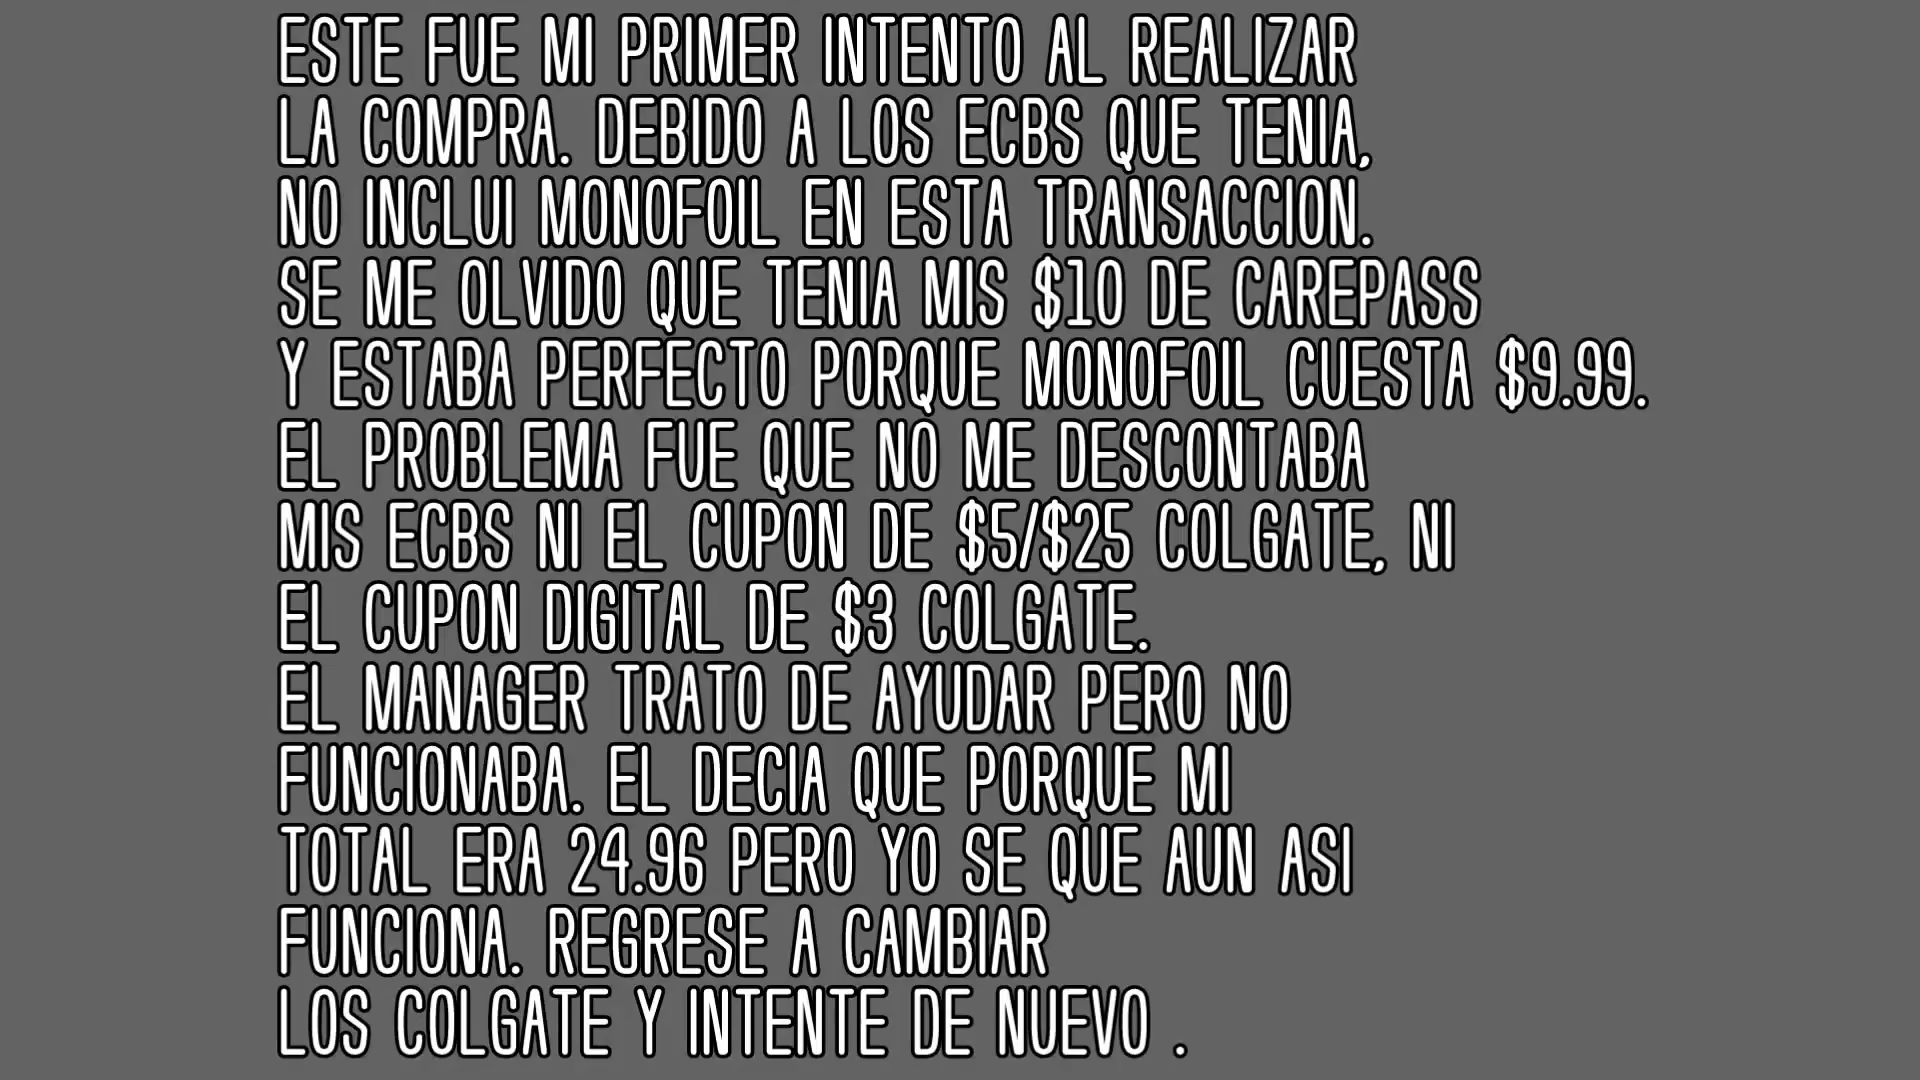 ESTE FUE MI PRIMER INTENTO AL REALIZAR
LA COMPRA. DEBIDO A LOS ECBS QUE TENIA,
NO INCLUI MONOFOIL EN ESTA TRANSACCION.
SE ME OLVIDO QUE TENIA MIS $10 DE CAREPASS
Y ESTABA PERFECTO PORQUE MONOFOIL CUESTA $9.99.
EL PROBLEMA FUE QUE NO ME DESCONTABA
MIS ECBS NI EL CUPON DE $5/$25 COLGATE, NI
EL CUPON DIGITAL DE $3 COLGATE.
EL MANAGER TRATO DE AYUDAR PERO NO
FUNCIONABA. EL DECIA QUE PORQUE MI
TOTAL ERA 24.96 PERO YO SE QUE AUN ASI
FUNCIONA. REGRESE A CAMBIAR
LOS COLGATE Y INTENTE DE NUEVO .